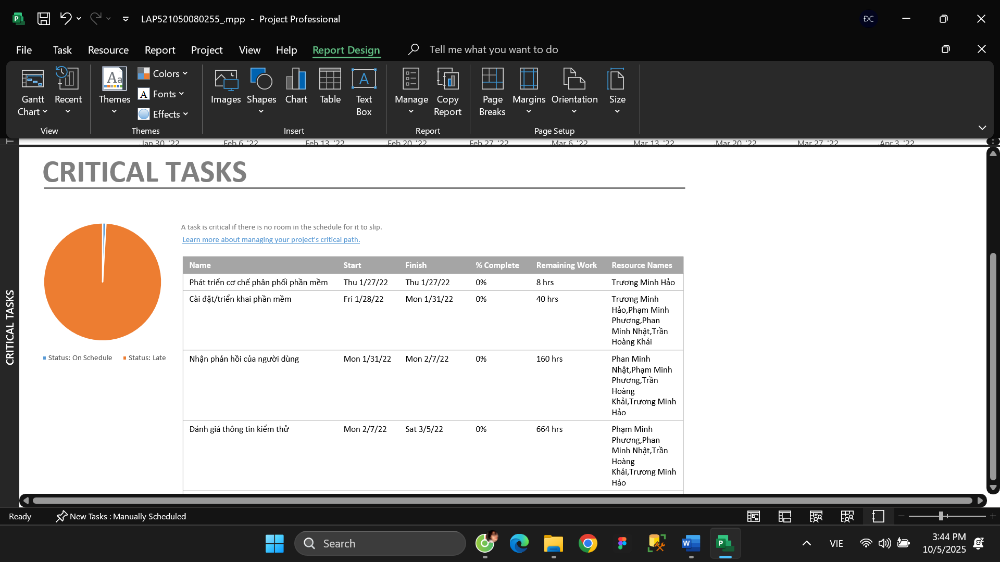 LAP521050080255_.mpp - Project Professional
ĐC
File Task Resource Report Project View Help Report Design Tell me what you want to do
Gantt Chart
Recent
Themes
Colors
Fonts
Effects
Images
Shapes
Chart
Table
Text Box
Manage
Copy Report
Page Breaks
Margins
Orientation
Size
View Themes Insert Report Page Setup
Jan 30, '22 Feb 6, '22 Feb 13, '22 Feb 20, '22 Feb 27, '22 Mar 6, '22 Mar 13, '22 Mar 20, '22 Mar 27, '22 Apr 3, '22
CRITICAL TASKS
CRITICAL TASKS
A task is critical if there is no room in the schedule for it to slip.
Learn more about managing your project's critical path.
Status: On Schedule Status: Late
Name Start Finish % Complete Remaining Work Resource Names
Phát triển cơ chế phân phối phần mềm Thu 1/27/22 Thu 1/27/22 0% 8 hrs Trương Minh Hảo
Cài đặt/triển khai phần mềm Fri 1/28/22 Mon 1/31/22 0% 40 hrs Trương Minh
Hảo,Phạm Minh
Phương,Phan
Minh Nhật,Trần
Hoàng Khải
Nhận phản hồi của người dùng Mon 1/31/22 Mon 2/7/22 0% 160 hrs Phan Minh
Nhật,Phạm Minh
Phương,Trần
Hoàng
Khải,Trương Minh
Hảo
Đánh giá thông tin kiểm thử Mon 2/7/22 Sat 3/5/22 0% 664 hrs Phạm Minh
Phương,Phan
Minh Nhật,Trần
Hoàng
Khải,Trương Minh
Hảo
Ready New Tasks : Manually Scheduled
Search
VIE
3:44 PM
10/5/2025